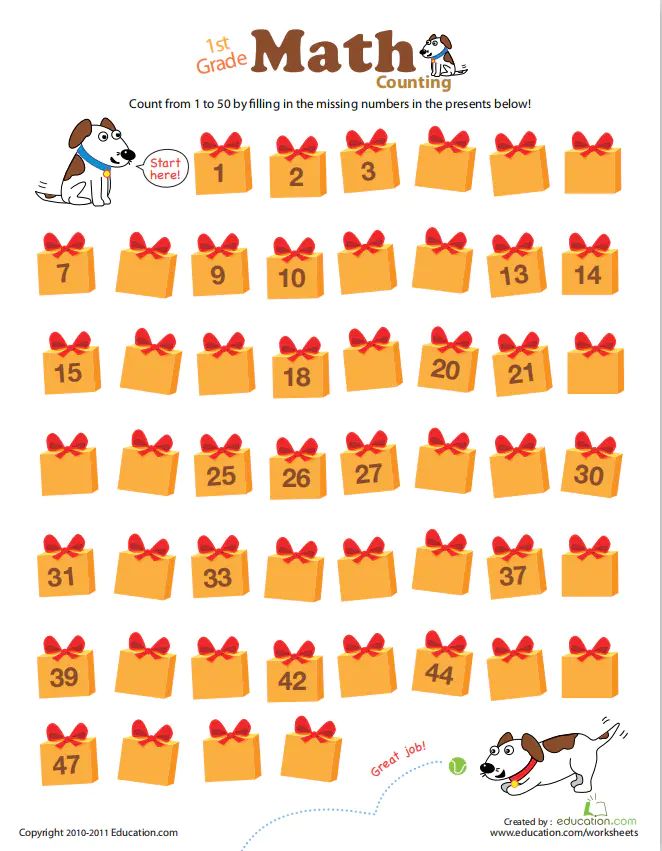 1st
Grade
Math
Counting
Count from 1 to 50 by filling in the missing numbers in the presents below!
Start
here!
1 2 3
7 9 10 13 14
15 18 20 21
25 26 27 30
31 33 37
39 42 44
47
Great job!
Created by : education.com
Copyright 2010-2011 Education.com www.education.com/worksheets